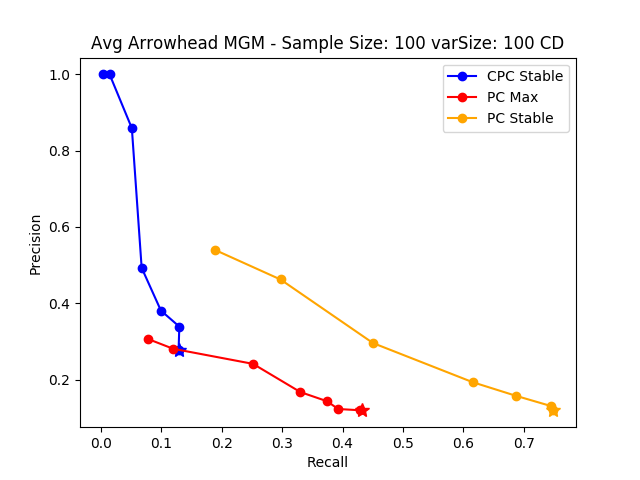 Avg Arrowhead MGM - Sample Size: 100 varSize: 100 CD
CPC Stable
PC Max
PC Stable
Precision
1.0
0.8
0.6
0.4
0.2
0.0 0.1 0.2 0.3 0.4 0.5 0.6 0.7
Recall